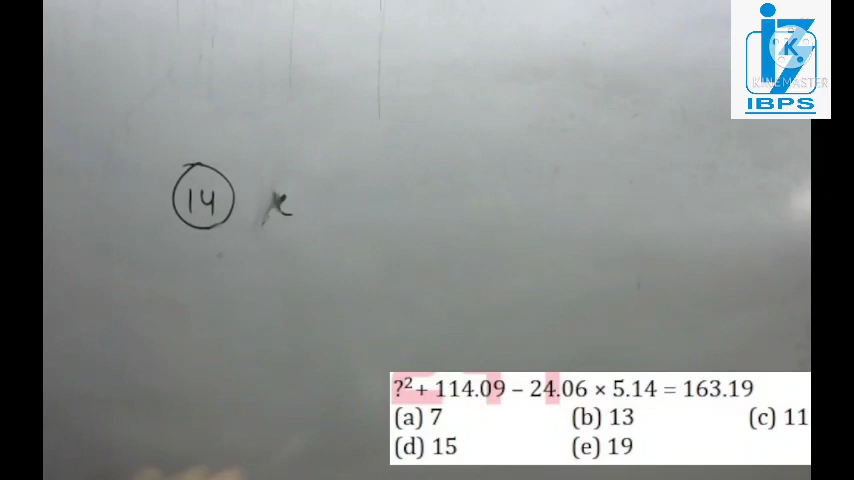 K
KINEMASTER
IBPS
14 x
?² + 114.09 – 24.06 × 5.14 = 163.19
(a) 7 (b) 13 (c) 11
(d) 15 (e) 19